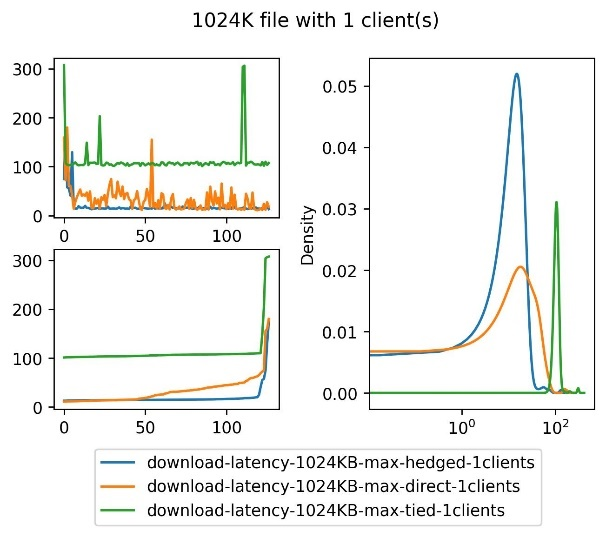 1024K file with 1 client(s)
300
200
100
0
0 50 100
300
200
100
0
0 50 100
Density
0.05
0.04
0.03
0.02
0.01
0.00
10⁰ 10²
download-latency-1024KB-max-hedged-1clients
download-latency-1024KB-max-direct-1clients
download-latency-1024KB-max-tied-1clients